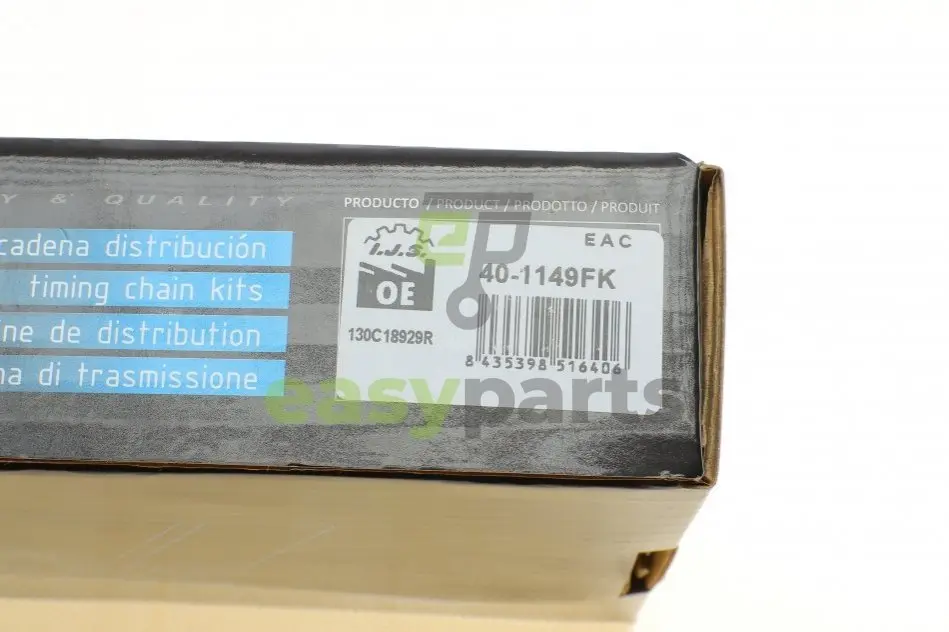 Y & QUALITY
PRODUCTO / PRODUCT / PRODOTTO / PRODUIT
cadena distribución
timing chain kits
ne de distribution
na di trasmissione
I.J.S.
OE
130C18929R
EAC
40-1149FK
8 435398 516406
easyparts